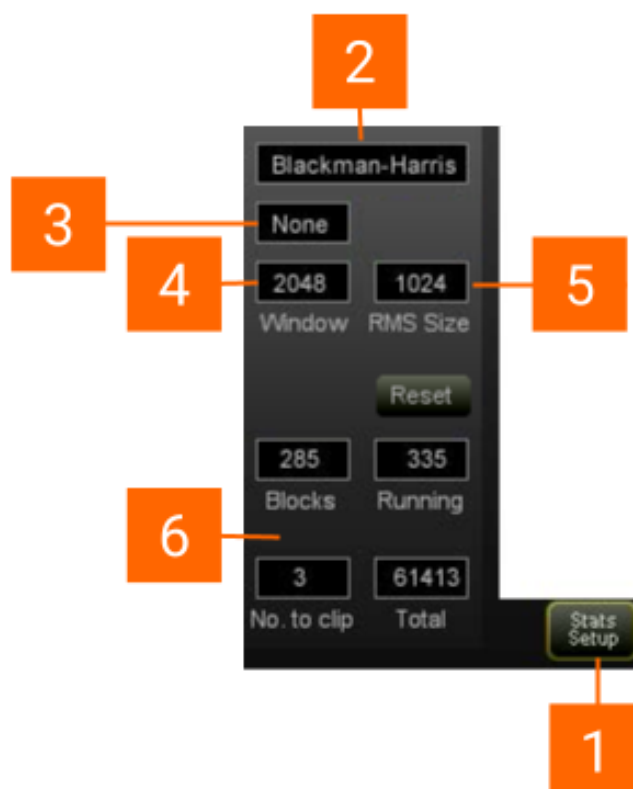 2
Blackman-Harris
3
None
4
2048
1024
5
Window
RMS Size
Reset
285
335
Blocks
Running
6
3
61413
No. to clip
Total
Stats
Setup
1